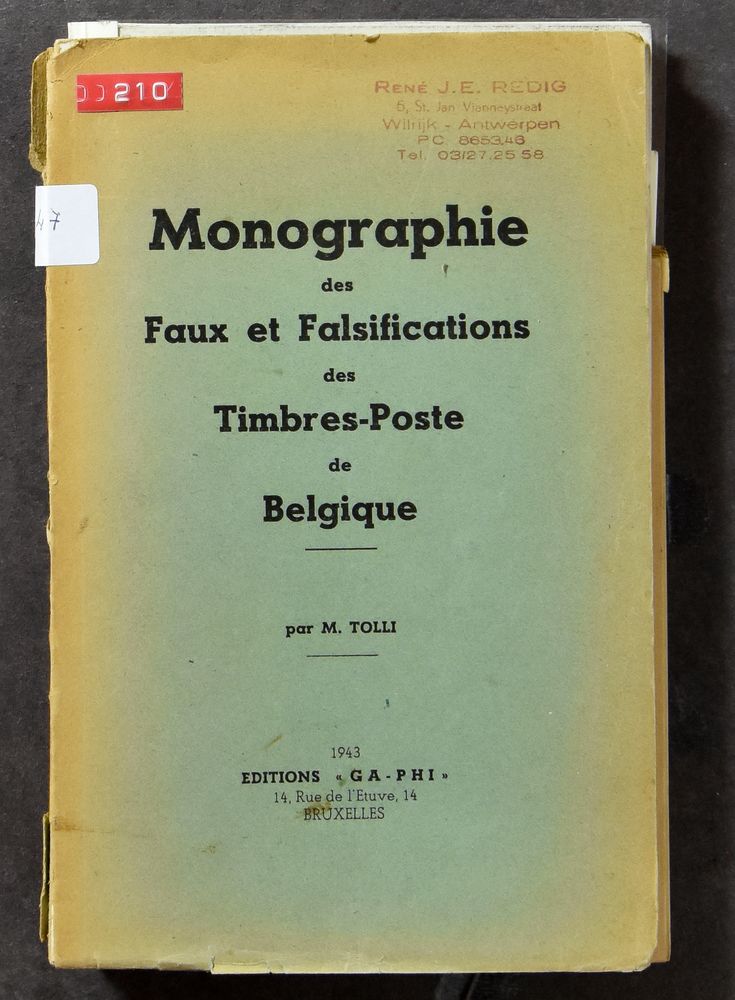 210
RENÉ J.E. REDIG
5, St. Jan Vianneystraat
Wilrijk - Antwerpen
PC 8653.46
Tel. 03/27.25 58
47
Monographie
des
Faux et Falsifications
des
Timbres-Poste
de
Belgique
par M. TOLLI
1943
EDITIONS « GA-PHI »
14, Rue de l'Etuve, 14
BRUXELLES